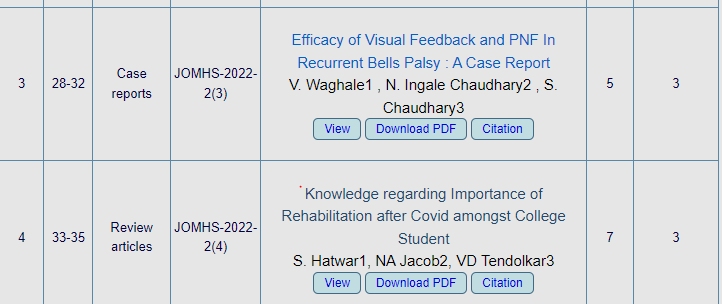 3
28-32
Case
reports
JOMHS-2022-
2(3)
Efficacy of Visual Feedback and PNF In
Recurrent Bells Palsy : A Case Report
V. Waghale1 , N. Ingale Chaudhary2 , S.
Chaudhary3
View Download PDF Citation
5
3
4
33-35
Review
articles
JOMHS-2022-
2(4)
Knowledge regarding Importance of
Rehabilitation after Covid amongst College
Student
S. Hatwar1, NA Jacob2, VD Tendolkar3
View Download PDF Citation
7
3